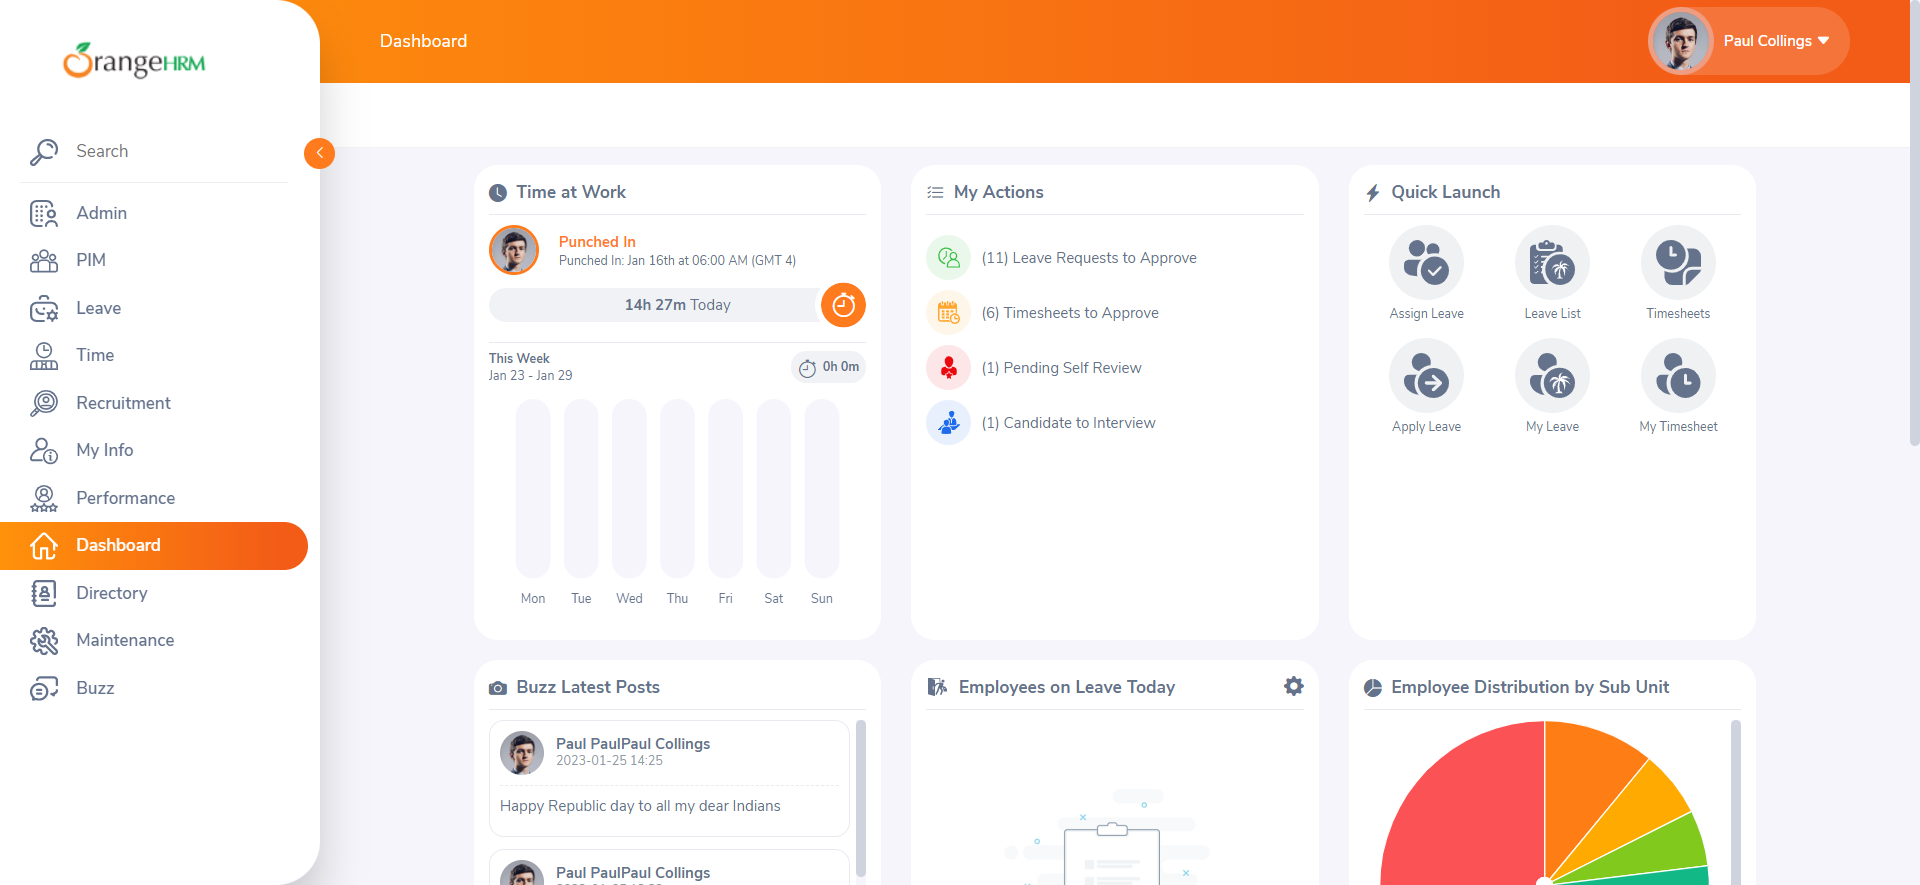 OrangeHRM
Search
Admin
PIM
Leave
Time
Recruitment
My Info
Performance
Dashboard
Directory
Maintenance
Buzz
Dashboard
Paul Collings
Time at Work
Punched In
Punched In: Jan 16th at 06:00 AM (GMT 4)
14h 27m Today
This Week
Jan 23 - Jan 29
0h 0m
Mon Tue Wed Thu Fri Sat Sun
My Actions
(11) Leave Requests to Approve
(6) Timesheets to Approve
(1) Pending Self Review
(1) Candidate to Interview
Quick Launch
Assign Leave Leave List Timesheets
Apply Leave My Leave My Timesheet
Buzz Latest Posts
Paul PaulPaul Collings
2023-01-25 14:25
Happy Republic day to all my dear Indians
Paul PaulPaul Collings
Employees on Leave Today
Employee Distribution by Sub Unit